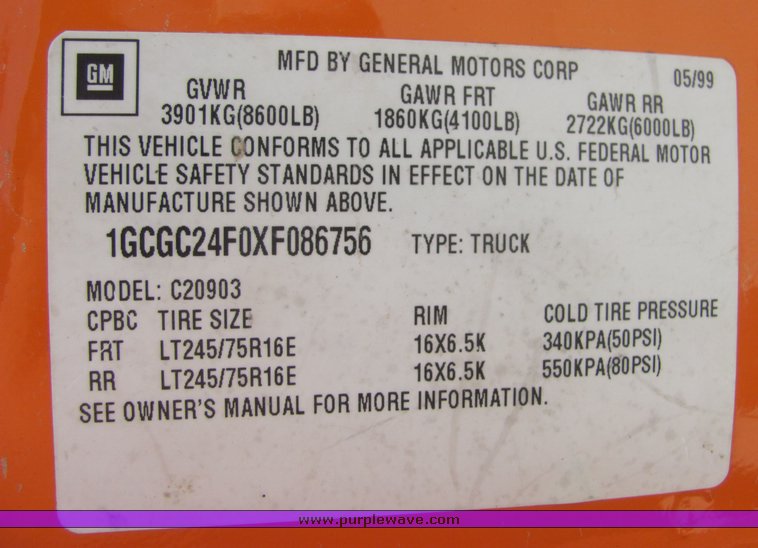 GM
MFD BY GENERAL MOTORS CORP 05/99
GVWR GAWR FRT GAWR RR
3901KG(8600LB) 1860KG(4100LB) 2722KG(6000LB)
THIS VEHICLE CONFORMS TO ALL APPLICABLE U.S. FEDERAL MOTOR
VEHICLE SAFETY STANDARDS IN EFFECT ON THE DATE OF
MANUFACTURE SHOWN ABOVE.
1GCGC24F0XF086756 TYPE: TRUCK
MODEL: C20903
CPBC TIRE SIZE RIM COLD TIRE PRESSURE
FRT LT245/75R16E 16X6.5K 340KPA(50PSI)
RR LT245/75R16E 16X6.5K 550KPA(80PSI)
SEE OWNER'S MANUAL FOR MORE INFORMATION.
www.purplewave.com